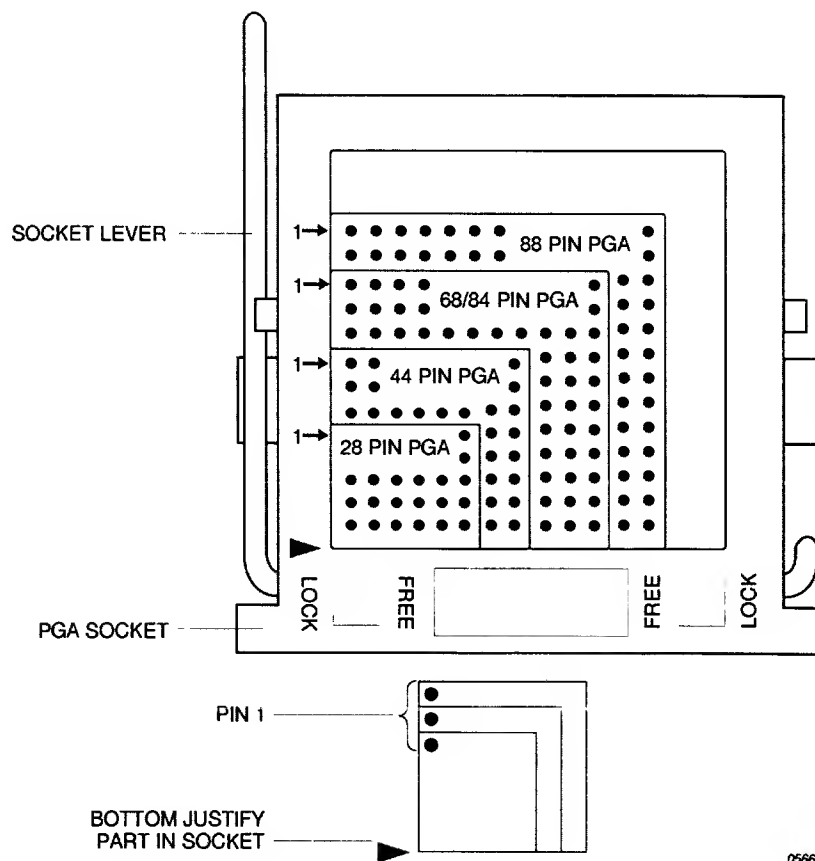 SOCKET LEVER
1
88 PIN PGA
1
68/84 PIN PGA
1
44 PIN PGA
1
28 PIN PGA
LOCK
FREE
FREE
LOCK
PGA SOCKET
PIN 1
BOTTOM JUSTIFY
PART IN SOCKET
0566